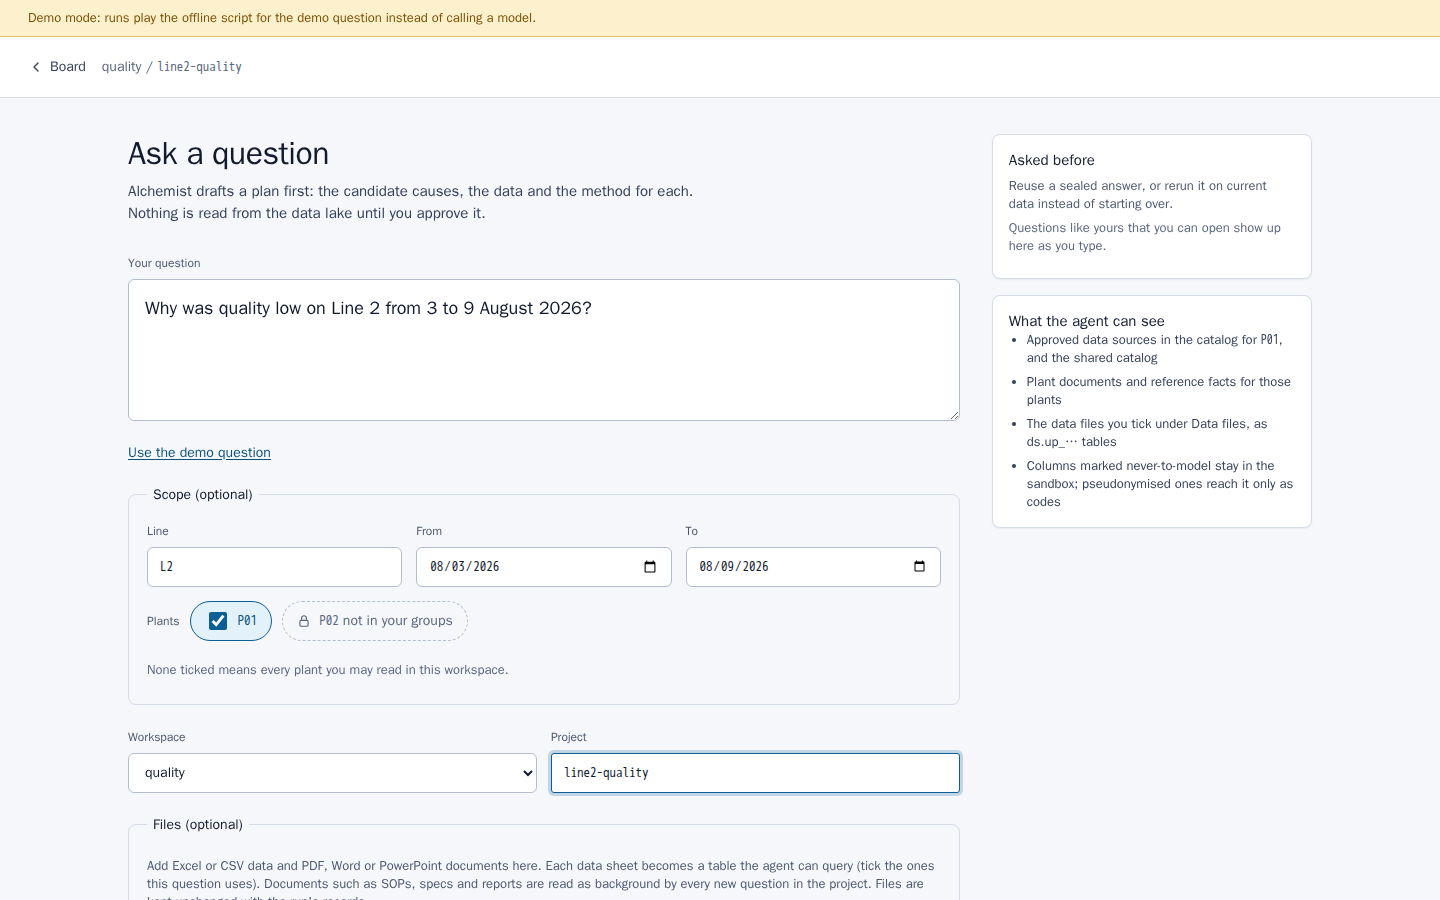 Demo mode: runs play the offline script for the demo question instead of calling a model.
Board quality / line2-quality
Ask a question
Alchemist drafts a plan first: the candidate causes, the data and the method for each.
Nothing is read from the data lake until you approve it.
Your question
Why was quality low on Line 2 from 3 to 9 August 2026?
Use the demo question
Scope (optional)
Line From To
L2 08/03/2026 08/09/2026
Plants P01 P02 not in your groups
None ticked means every plant you may read in this workspace.
Workspace Project
quality line2-quality
Files (optional)
Add Excel or CSV data and PDF, Word or PowerPoint documents here. Each data sheet becomes a table the agent can query (tick the ones
this question uses). Documents such as SOPs, specs and reports are read as background by every new question in the project. Files are
kept unchanged with the run's records.
Asked before
Reuse a sealed answer, or rerun it on current
data instead of starting over.
Questions like yours that you can open show up
here as you type.
What the agent can see
Approved data sources in the catalog for P01,
and the shared catalog
Plant documents and reference facts for those
plants
The data files you tick under Data files, as
ds.up_… tables
Columns marked never-to-model stay in the
sandbox; pseudonymised ones reach it only as
codes